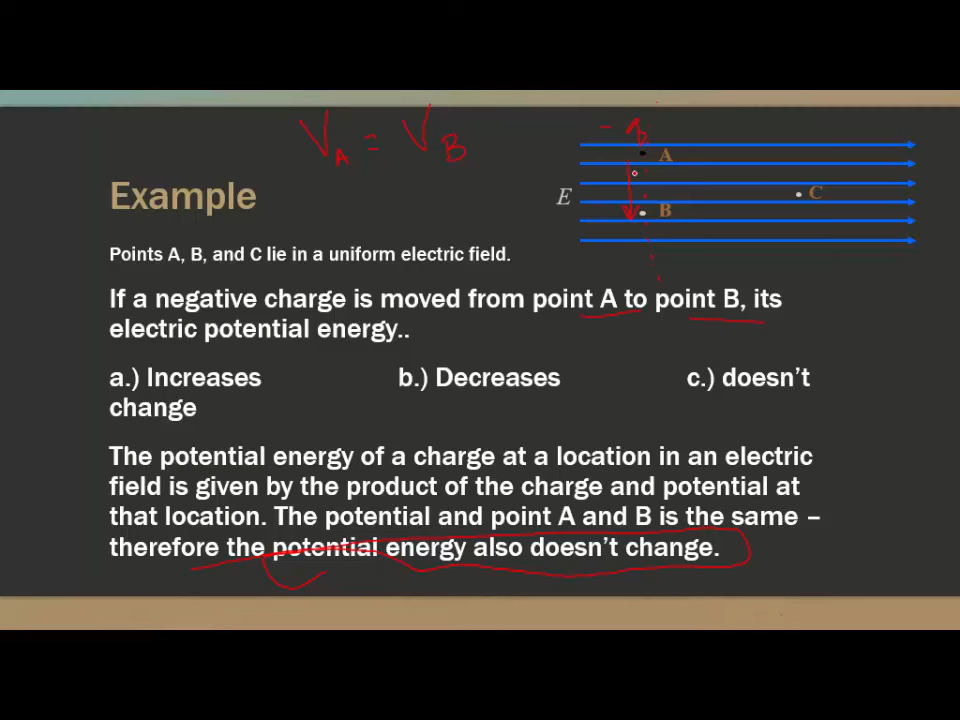 V_A = V_B
- q
A
E
C
B
Example
Points A, B, and C lie in a uniform electric field.
If a negative charge is moved from point A to point B, its
electric potential energy..
a.) Increases b.) Decreases c.) doesn't
change
The potential energy of a charge at a location in an electric
field is given by the product of the charge and potential at
that location. The potential and point A and B is the same –
therefore the potential energy also doesn't change.